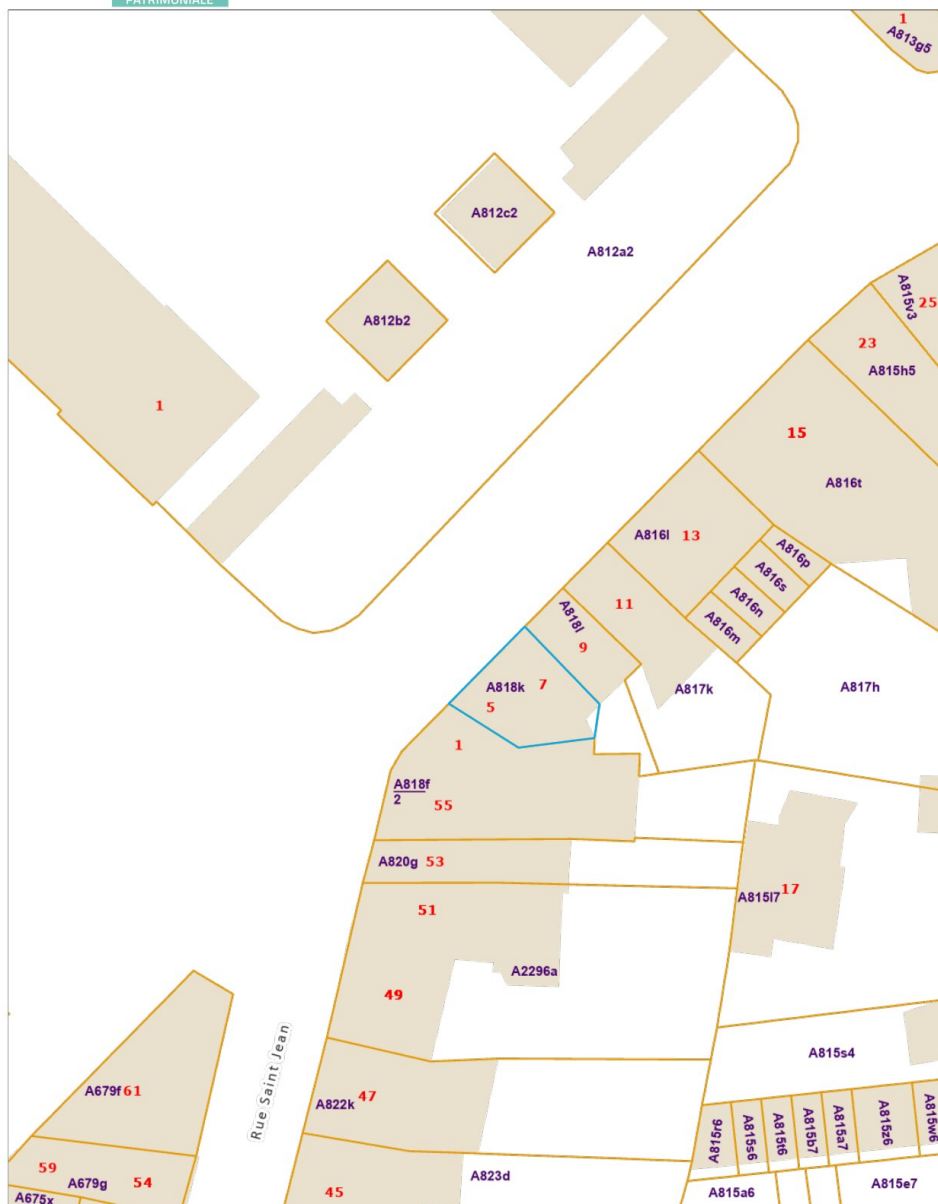 PATRIMONIALE
1
A813g5
A812c2
A812a2
A812b2
A815v3
25
23
A815h5
1
15
A816t
A816l
13
A816p
A816s
A816n
A816m
11
A818l
9
A818k
7
5
A817k
A817h
1
A818f
2
55
A820g
53
A815l7
17
51
A2296a
49
A815s4
Rue Saint Jean
A679f
61
A822k
47
A815r6
A815s6
A815t6
A815b7
A815a7
A815z6
A815w6
59
A679g
54
A823d
A675x
45
A815a6
A815e7